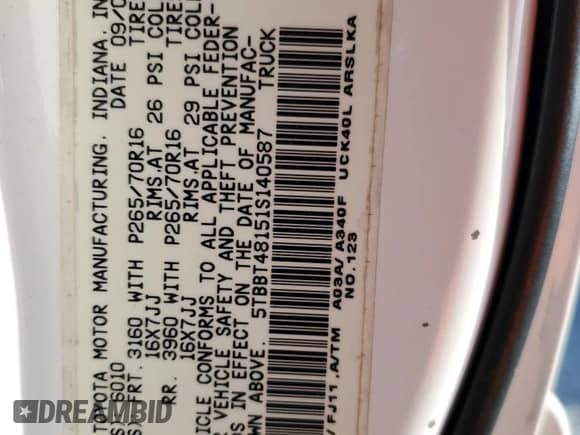 TOYOTA MOTOR MANUFACTURING, INDIANA, IN
6010 DATE 09/0
FRT. 3160 WITH P265/70R16 TIRE
16X7JJ RIMS.AT 26 PSI COL
RR. 3960 WITH P265/70R16 TIRE
16X7JJ RIMS.AT 29 PSI COL
ICLE CONFORMS TO ALL APPLICABLE FEDER-
VEHICLE SAFETY AND THEFT PREVENTION
DS IN EFFECT ON THE DATE OF MANUFAC-
WN ABOVE. 5TBBT48151S140587 TRUCK
/FJ11 ,A/TM A03A/A340F UCK40L ARSLKA
NO.123
DREAMBID